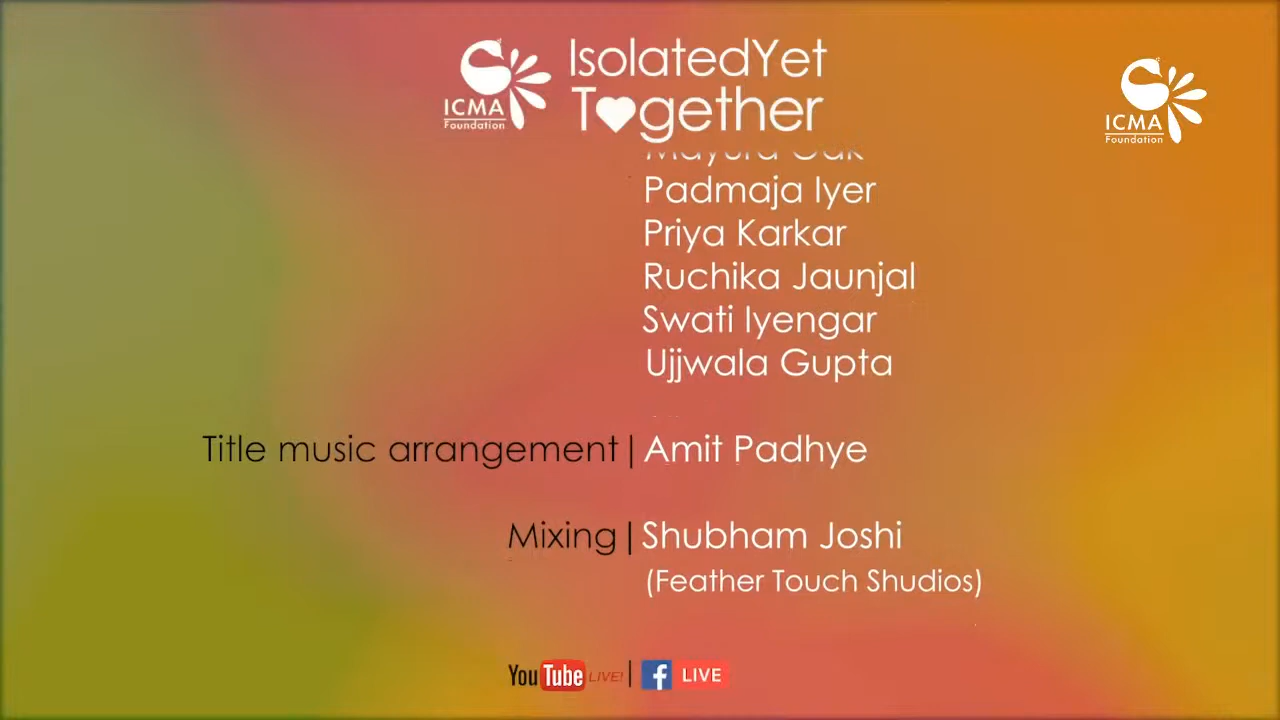 IsolatedYet
T♥gether
ICMA
Foundation
ICMA
Foundation
Padmaja Iyer
Priya Karkar
Ruchika Jaunjal
Swati Iyengar
Ujjwala Gupta
Title music arrangement | Amit Padhye
Mixing | Shubham Joshi
(Feather Touch Shudios)
YouTube LIVE! | f LIVE